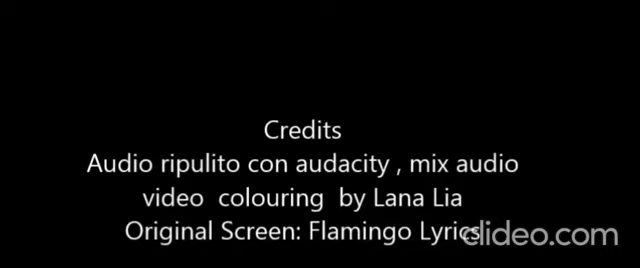 Credits
Audio ripulito con audacity , mix audio
video colouring by Lana Lia
Original Screen: Flamingo Lyrics
clideo.com